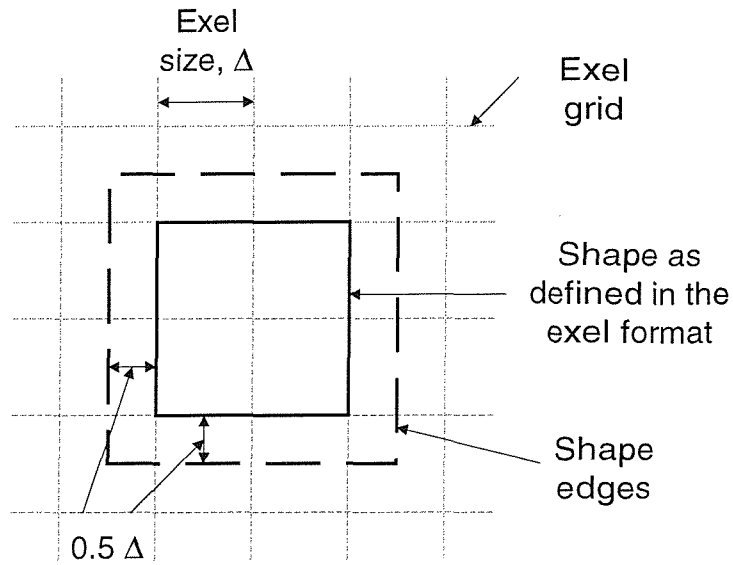 Exel
size, Δ
Exel
grid
Shape as
defined in the
exel format
Shape
edges
0.5 Δ